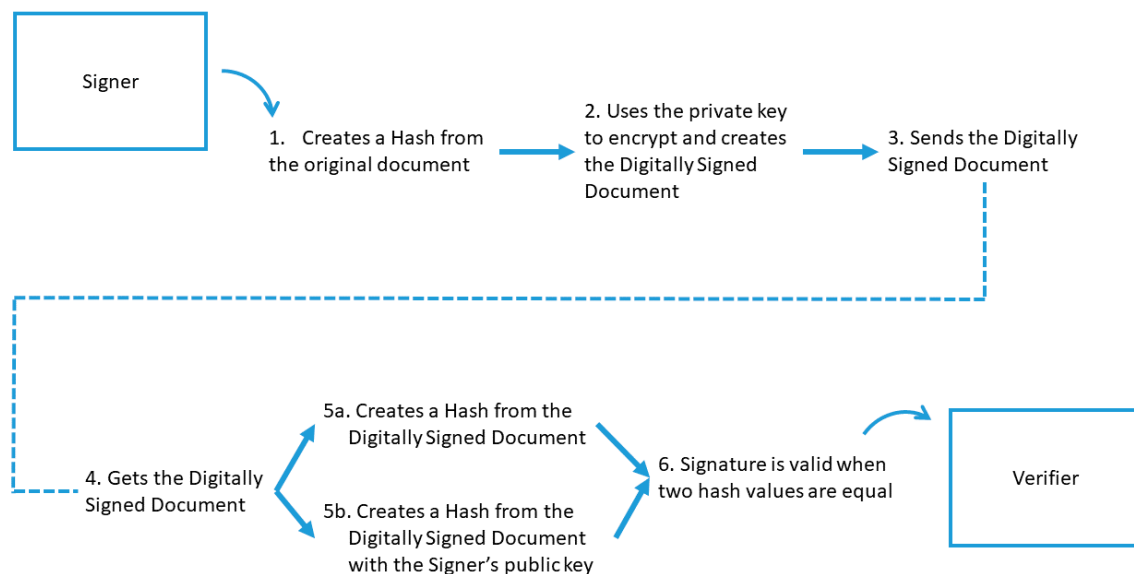 Signer
1. Creates a Hash from
the original document
2. Uses the private key
to encrypt and creates
the Digitally Signed
Document
3. Sends the Digitally
Signed Document
4. Gets the Digitally
Signed Document
5a. Creates a Hash from the
Digitally Signed Document
5b. Creates a Hash from the
Digitally Signed Document
with the Signer's public key
6. Signature is valid when
two hash values are equal
Verifier